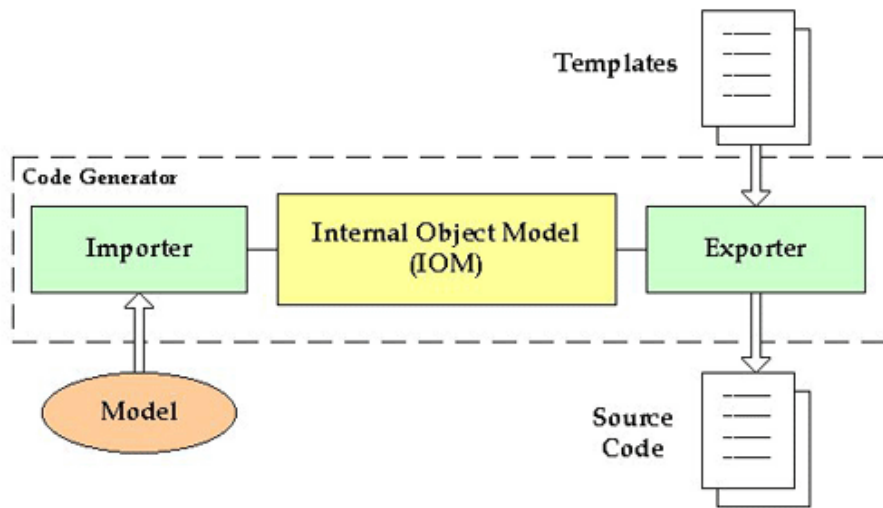 Templates
Code Generator
Importer
Internal Object Model
(IOM)
Exporter
Model
Source
Code